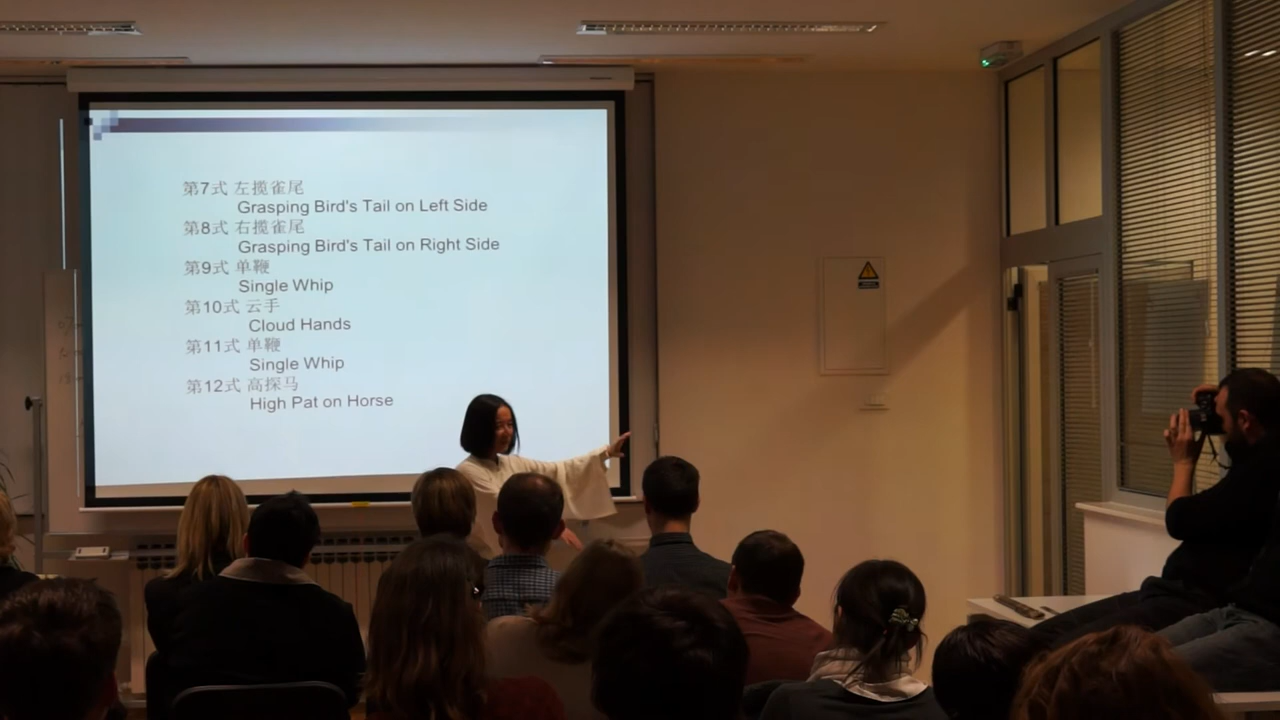 第7式 左揽雀尾
Grasping Bird's Tail on Left Side
第8式 右揽雀尾
Grasping Bird's Tail on Right Side
第9式 单鞭
Single Whip
第10式 云手
Cloud Hands
第11式 单鞭
Single Whip
第12式 高探马
High Pat on Horse